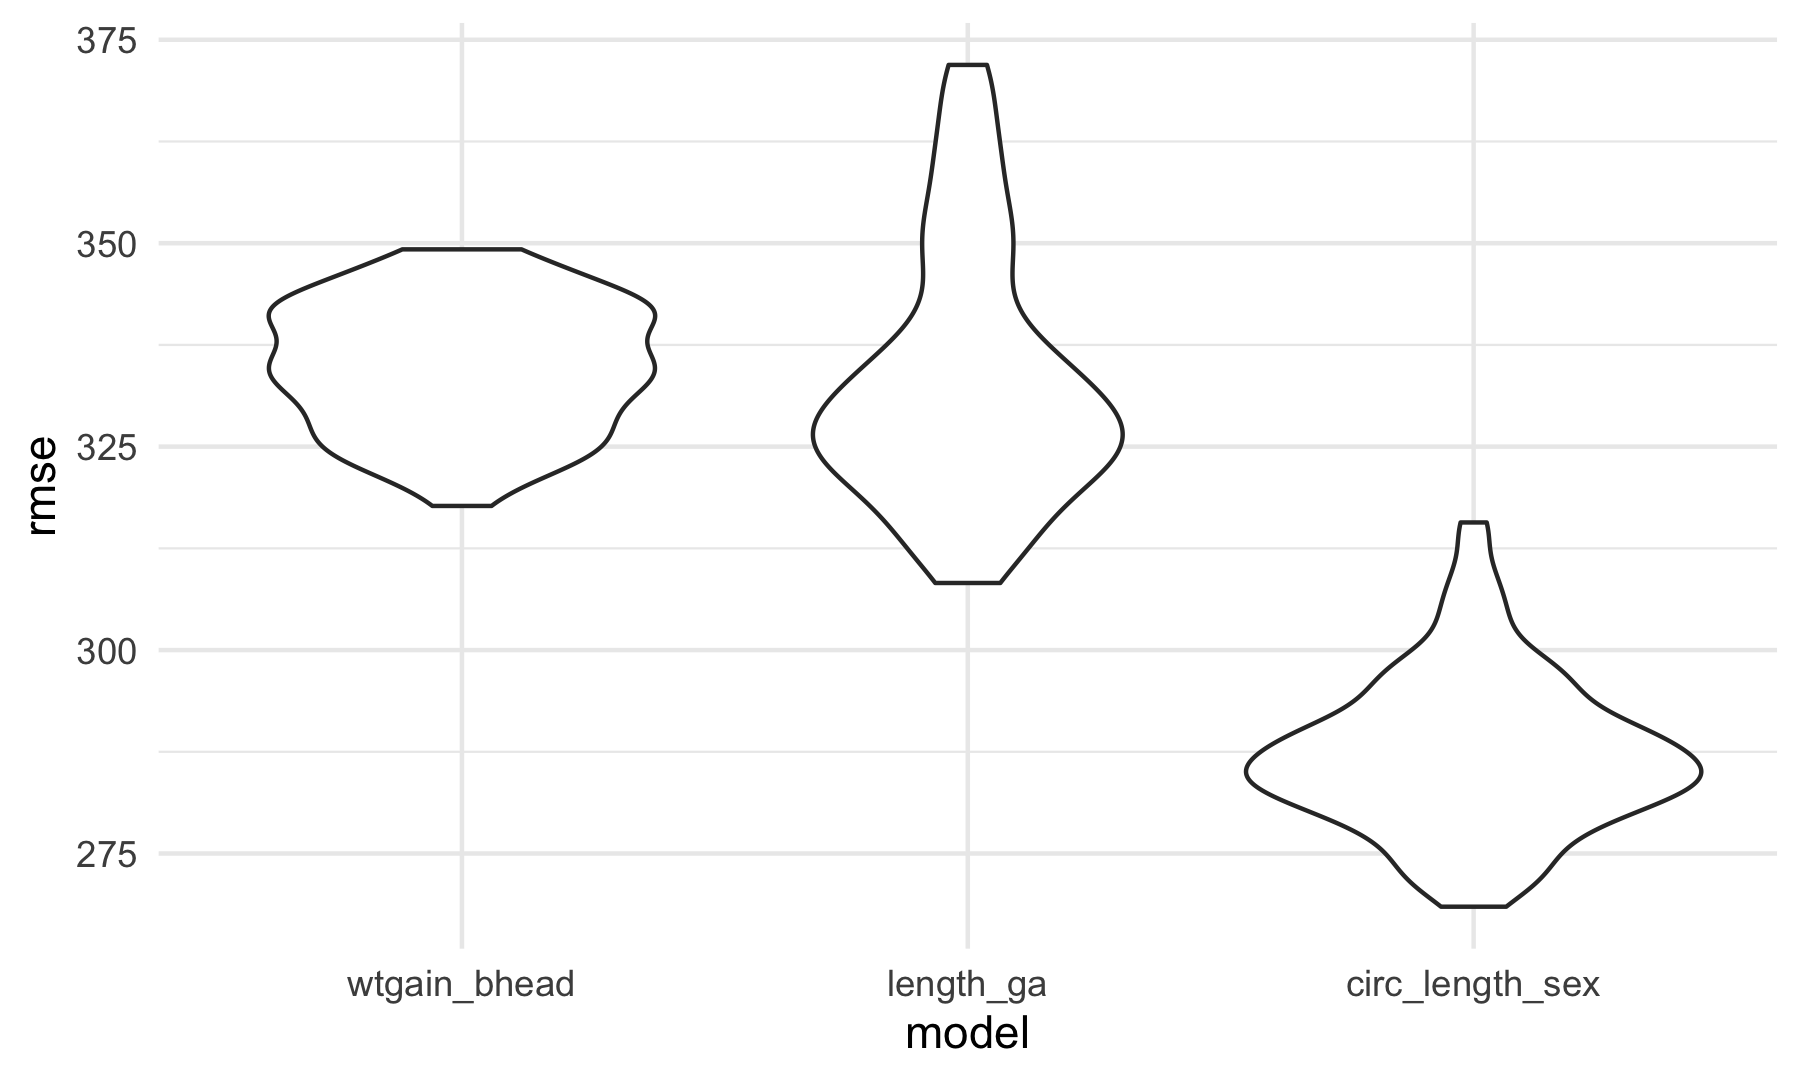 375
350
325
300
275
rmse
wtgain_bhead
length_ga
circ_length_sex
model